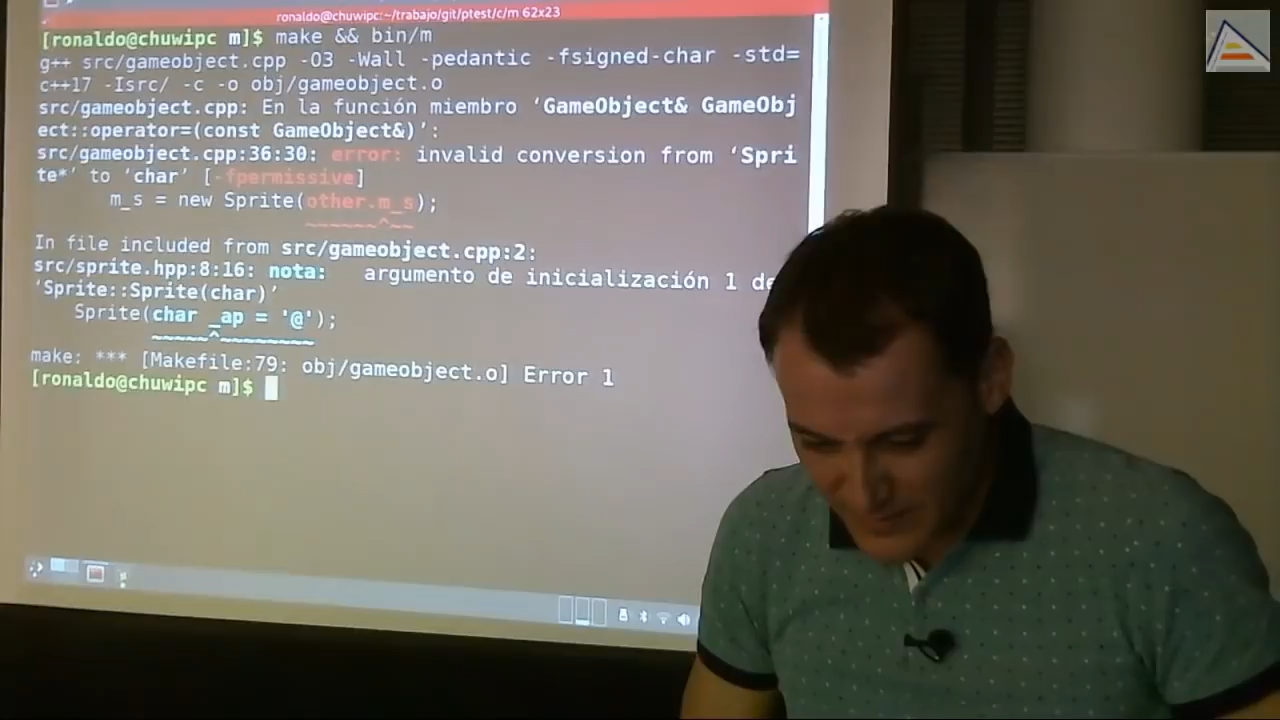 ronaldo@chuwipc:~/trabajo/git/ptest/c/m 62x23
[ronaldo@chuwipc m]$ make && bin/m
g++ src/gameobject.cpp -O3 -Wall -pedantic -fsigned-char -std=
c++17 -Isrc/ -c -o obj/gameobject.o
src/gameobject.cpp: En la función miembro ‘GameObject& GameObj
ect::operator=(const GameObject&)’:
src/gameobject.cpp:36:30: error: invalid conversion from ‘Spri
te*’ to ‘char’ [-fpermissive]
m_s = new Sprite(other.m_s);
~~~~~~^~~
In file included from src/gameobject.cpp:2:
src/sprite.hpp:8:16: nota:   argumento de inicialización 1 de
‘Sprite::Sprite(char)’
Sprite(char _ap = '@');
~~~~~^~~~~~~~~
make: *** [Makefile:79: obj/gameobject.o] Error 1
[ronaldo@chuwipc m]$